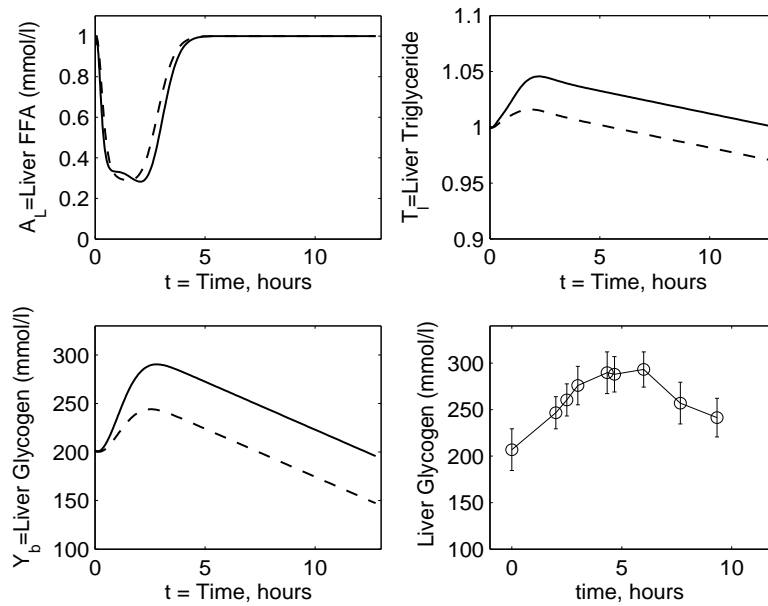 A_L=Liver FFA (mmol/l)
1
0.8
0.6
0.4
0.2
0
0 5 10
t = Time, hours
T_l=Liver Triglyceride
1.1
1.05
1
0.95
0.9
0 5 10
t = Time, hours
Y_b=Liver Glycogen (mmol/l)
300
250
200
150
100
0 5 10
t = Time, hours
Liver Glycogen (mmol/l)
300
250
200
150
100
0 5 10
time, hours